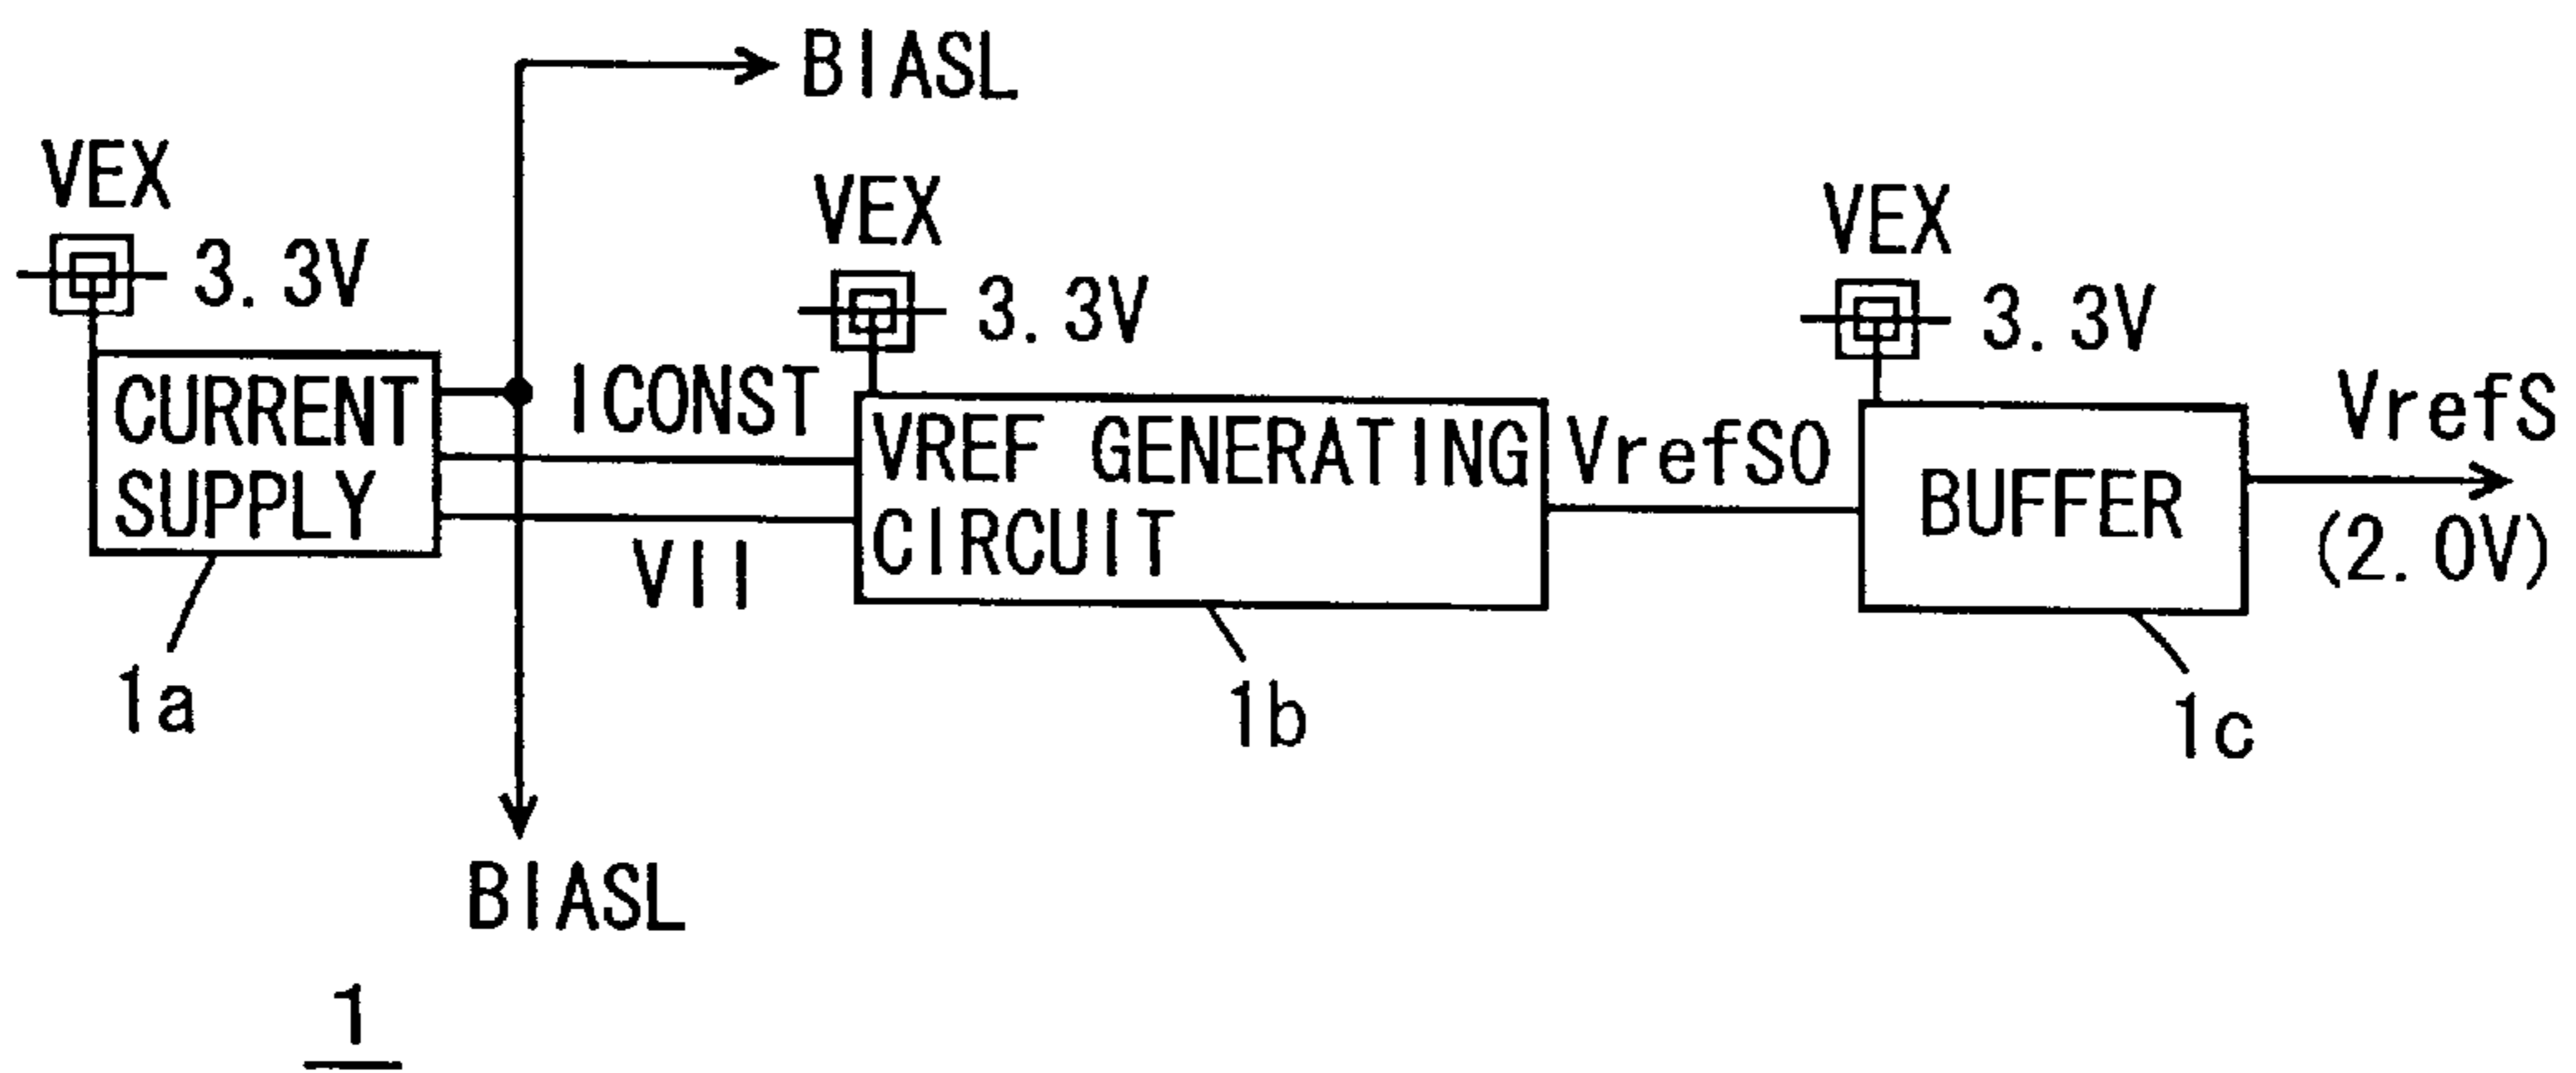 BIASL
VEX
3.3V
VEX
3.3V
VEX
3.3V
CURRENT
SUPPLY
ICONST
VII
VREF GENERATING
CIRCUIT
VrefS0
BUFFER
VrefS
(2.0V)
1a
1b
1c
BIASL
1